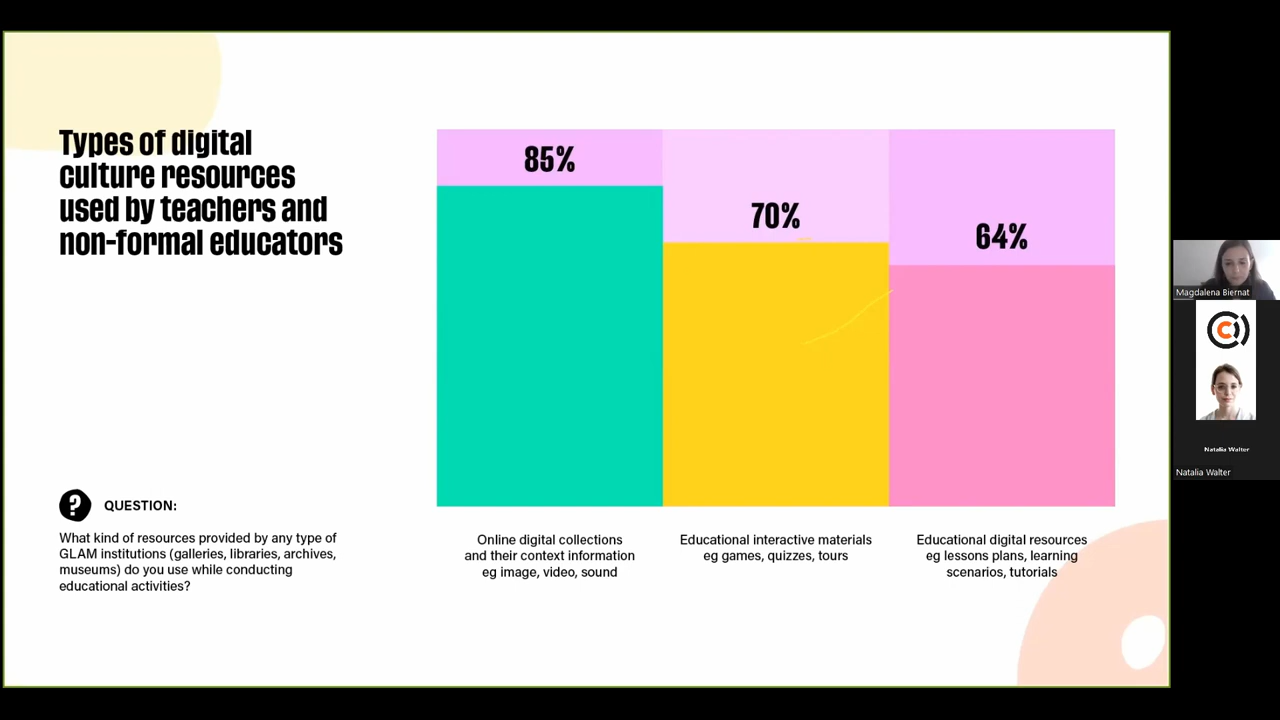 Types of digital
culture resources
used by teachers and
non-formal educators
85%
70%
64%
? QUESTION:
What kind of resources provided by any type of
GLAM institutions (galleries, libraries, archives,
museums) do you use while conducting
educational activities?
Online digital collections
and their context information
eg image, video, sound
Educational interactive materials
eg games, quizzes, tours
Educational digital resources
eg lessons plans, learning
scenarios, tutorials
Magdalena Biernat
Natalia Walter
Natalia Walter